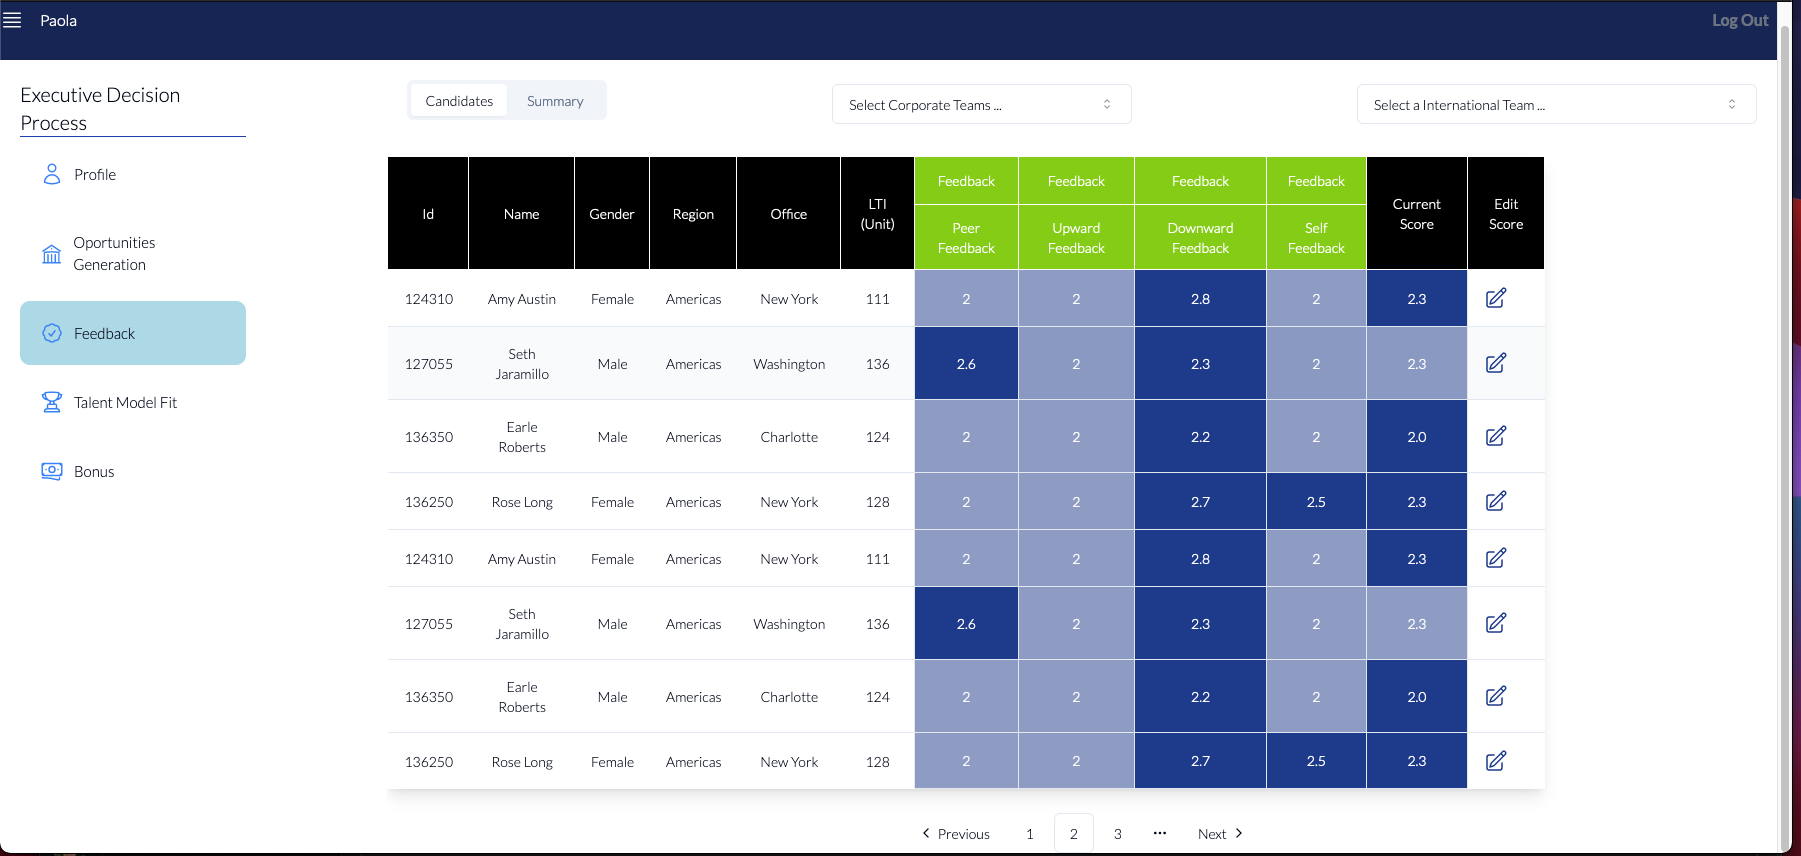 Paola
Log Out
Executive Decision
Process
Profile
Oportunities
Generation
Feedback
Talent Model Fit
Bonus
Candidates Summary
Select Corporate Teams ...
Select a International Team ...
Id Name Gender Region Office LTI (Unit) Feedback Feedback Feedback Feedback Current Score Edit Score
Peer Feedback Upward Feedback Downward Feedback Self Feedback
124310 Amy Austin Female Americas New York 111 2 2 2.8 2 2.3
127055 Seth Jaramillo Male Americas Washington 136 2.6 2 2.3 2 2.3
136350 Earle Roberts Male Americas Charlotte 124 2 2 2.2 2 2.0
136250 Rose Long Female Americas New York 128 2 2 2.7 2.5 2.3
124310 Amy Austin Female Americas New York 111 2 2 2.8 2 2.3
127055 Seth Jaramillo Male Americas Washington 136 2.6 2 2.3 2 2.3
136350 Earle Roberts Male Americas Charlotte 124 2 2 2.2 2 2.0
136250 Rose Long Female Americas New York 128 2 2 2.7 2.5 2.3
Previous 1 2 3 ... Next